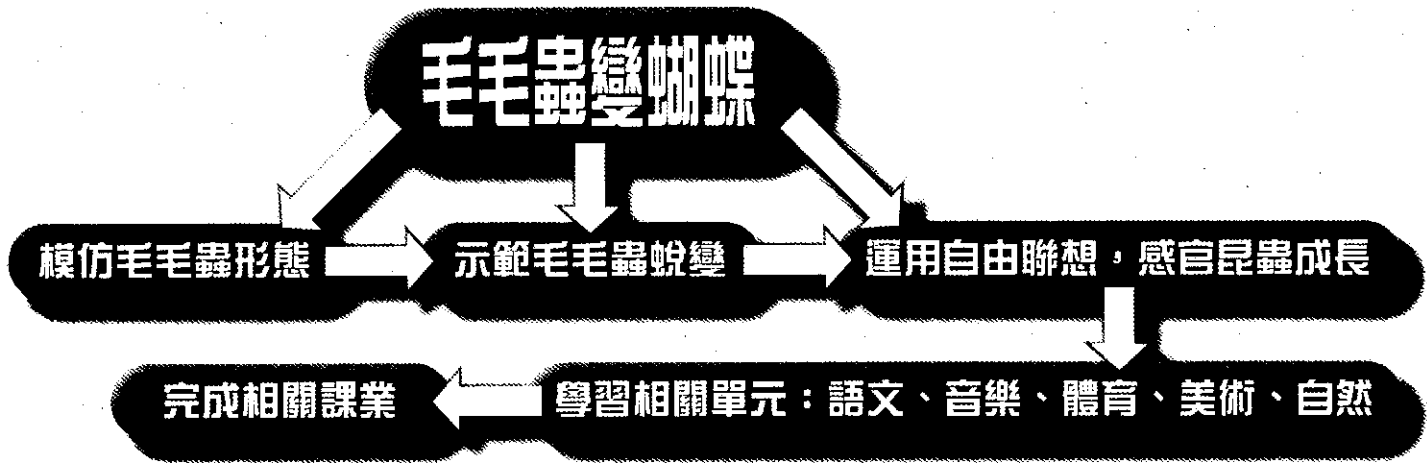 毛毛蟲變蝴蝶
模仿毛毛蟲形態
示範毛毛蟲蛻變
運用自由聯想，感官昆蟲成長
學習相關單元：語文、音樂、體育、美術、自然
完成相關課業